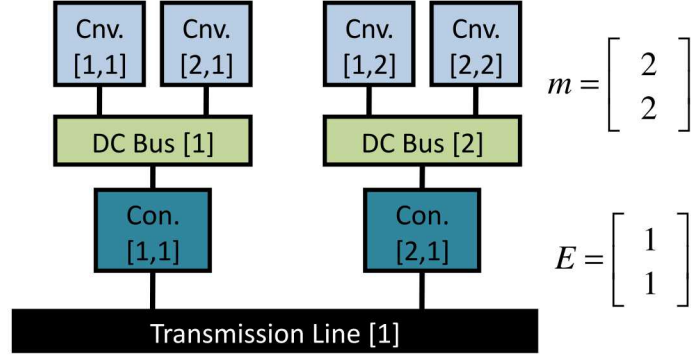 Cnv. [1,1]
Cnv. [2,1]
Cnv. [1,2]
Cnv. [2,2]
m = [ 2 2 ]
DC Bus [1]
DC Bus [2]
Con. [1,1]
Con. [2,1]
E = [ 1 1 ]
Transmission Line [1]